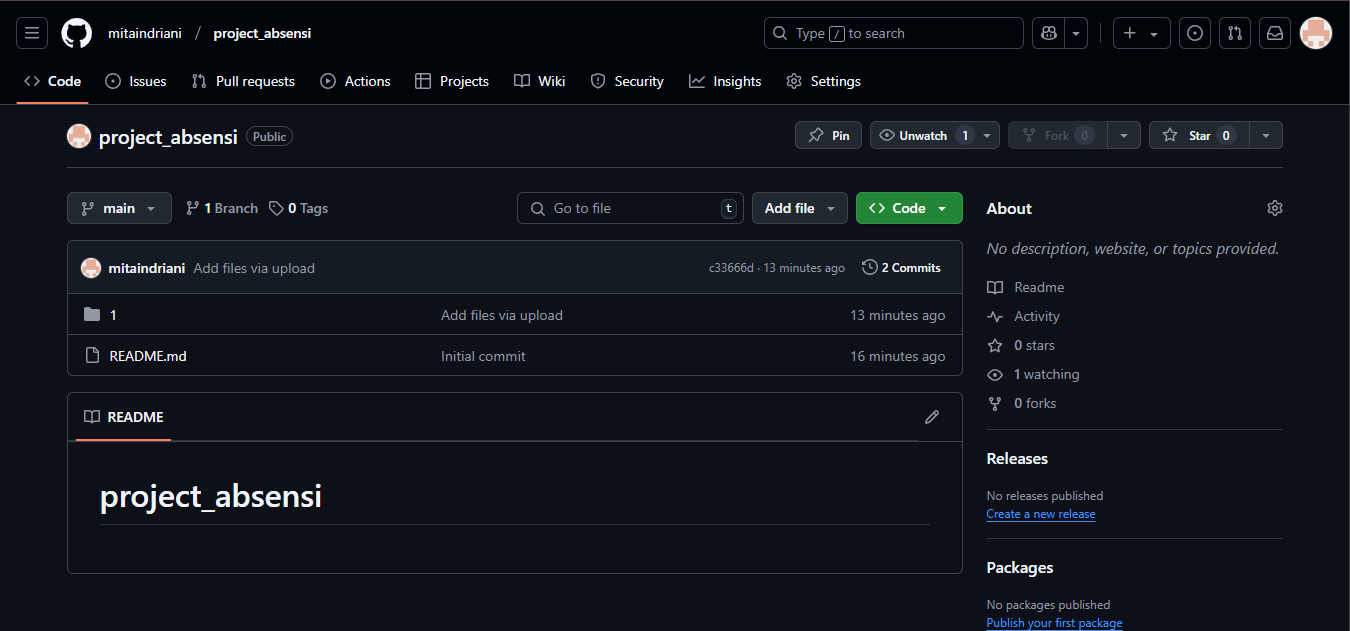 mitaindriani / project_absensi
Type / to search
Code Issues Pull requests Actions Projects Wiki Security Insights Settings
project_absensi Public
Pin Unwatch 1 Fork 0 Star 0
main 1 Branch 0 Tags
Go to file t Add file Code
mitaindriani Add files via upload c33666d · 13 minutes ago 2 Commits
1 Add files via upload 13 minutes ago
README.md Initial commit 16 minutes ago
README
project_absensi
About
No description, website, or topics provided.
Readme
Activity
0 stars
1 watching
0 forks
Releases
No releases published
Create a new release
Packages
No packages published
Publish your first package